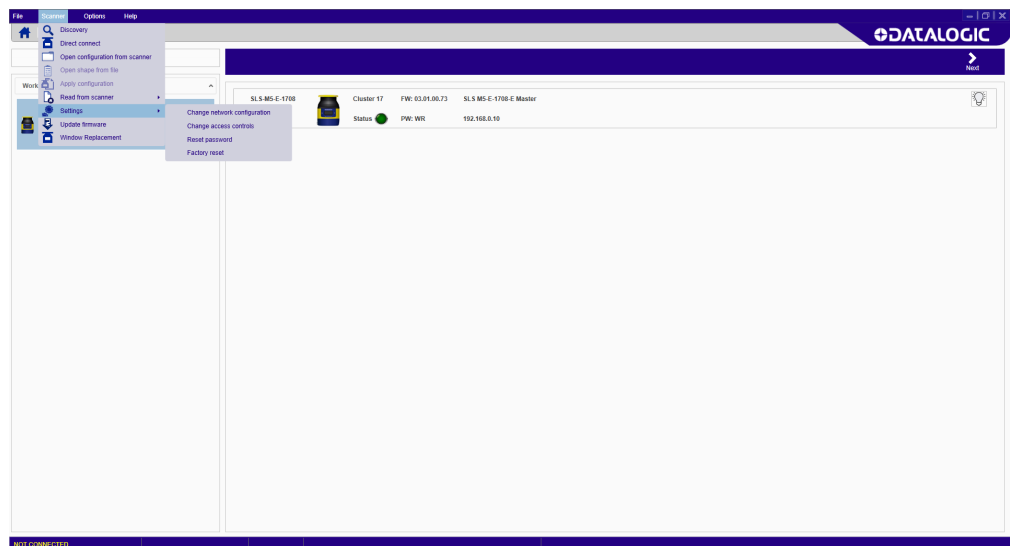 File Scanner Options Help
DATALOGIC
Discovery
Direct connect
Open configuration from scanner
Open shape from file
Apply configuration
Read from scanner
Settings
Update firmware
Window Replacement
Change network configuration
Change access controls
Reset password
Factory reset
Next
Work
SLS-M5-E-1708 Cluster 17 FW: 03.01.00.73 SLS M5-E-1708-E Master
Status PW: WR 192.168.0.10
NOT CONNECTED